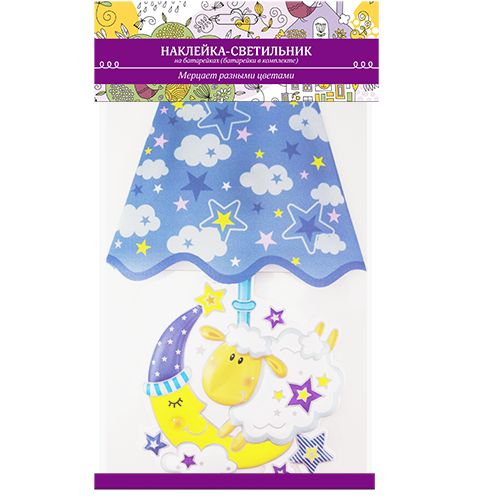 НАКЛЕЙКА-СВЕТИЛЬНИК
на батарейках (батарейки в комплекте)
Мерцает разными цветами